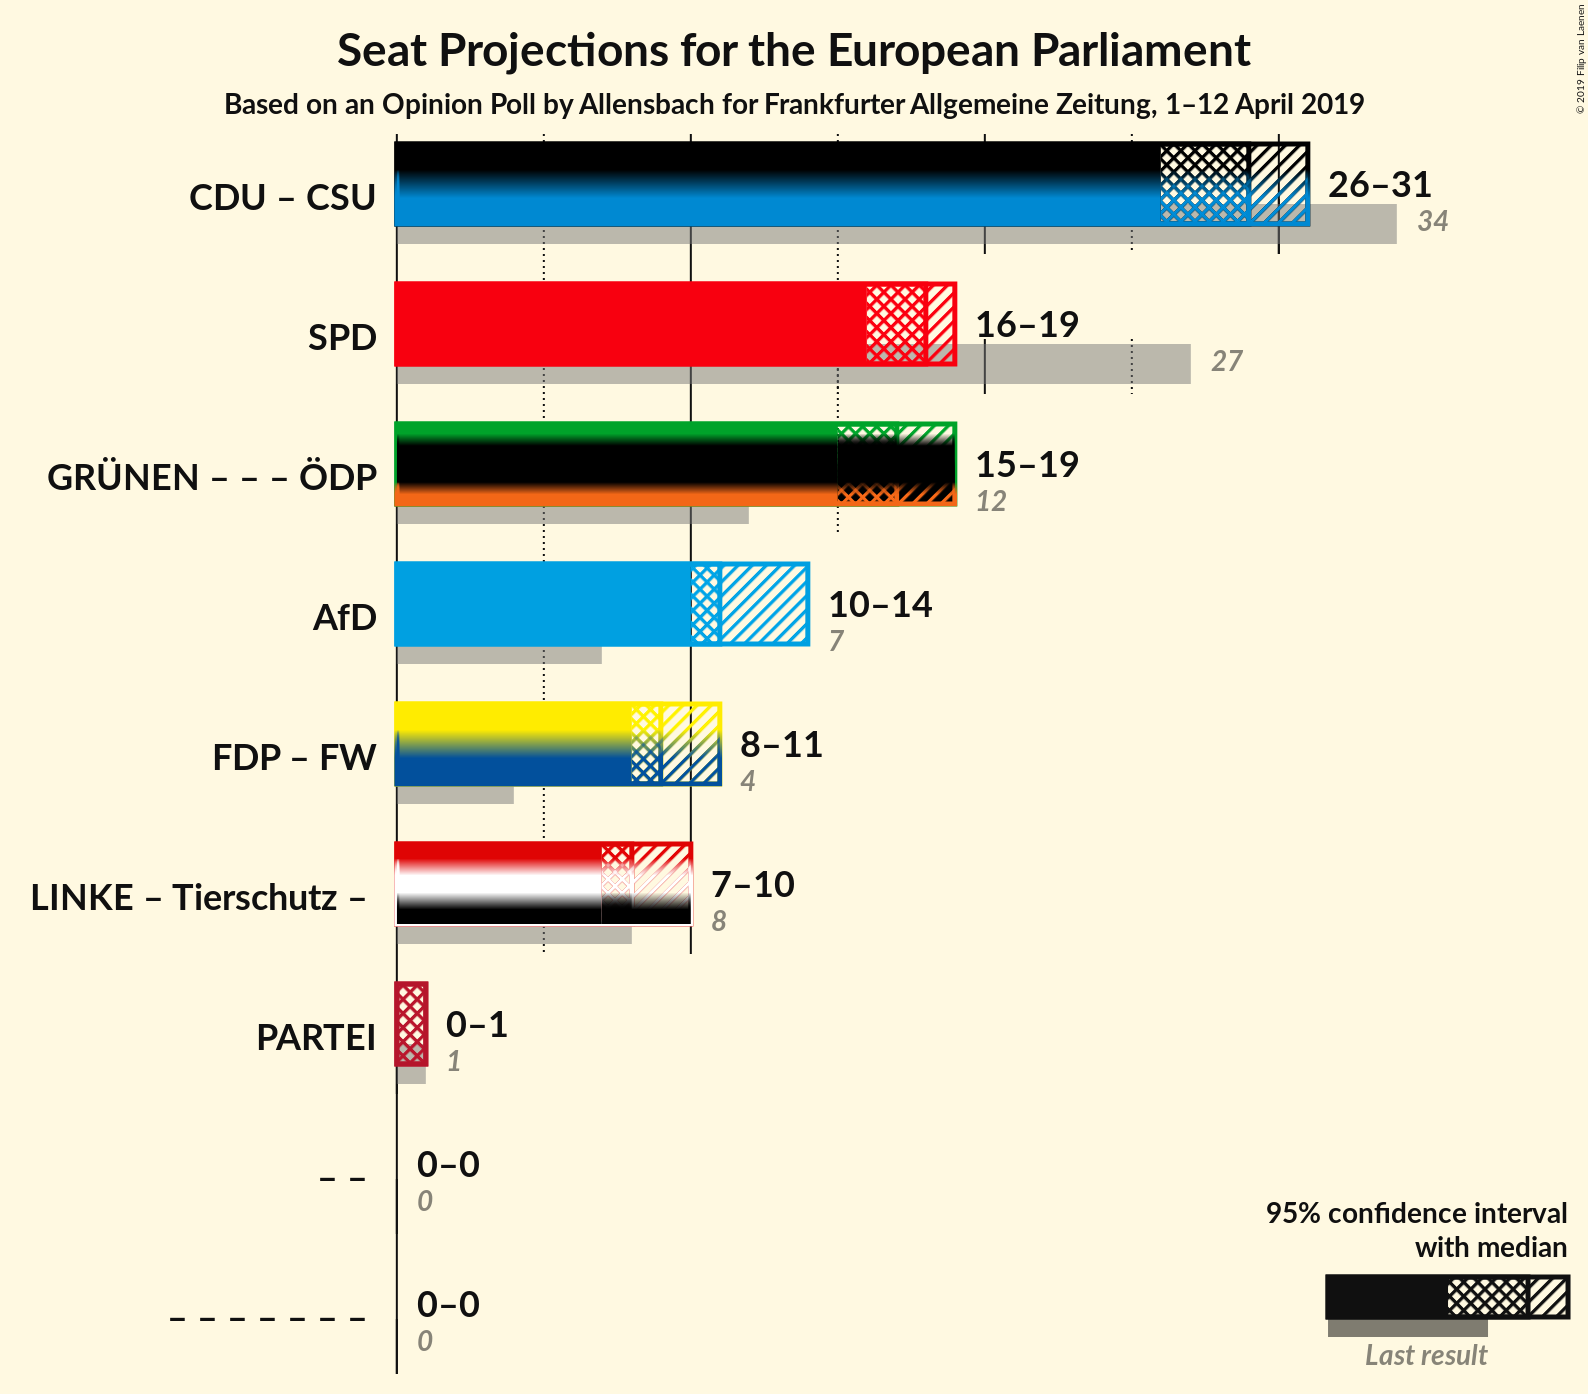 Seat Projections for the European Parliament
Based on an Opinion Poll by Allensbach for Frankfurter Allgemeine Zeitung, 1–12 April 2019
© 2019 Filip van Laenen
CDU – CSU
26–31
34
SPD
16–19
27
GRÜNEN – – – ÖDP
15–19
12
AfD
10–14
7
FDP – FW
8–11
4
LINKE – Tierschutz –
7–10
8
PARTEI
0–1
1
– –
0–0
0
– – – – – – –
0–0
0
95% confidence interval
with median
Last result